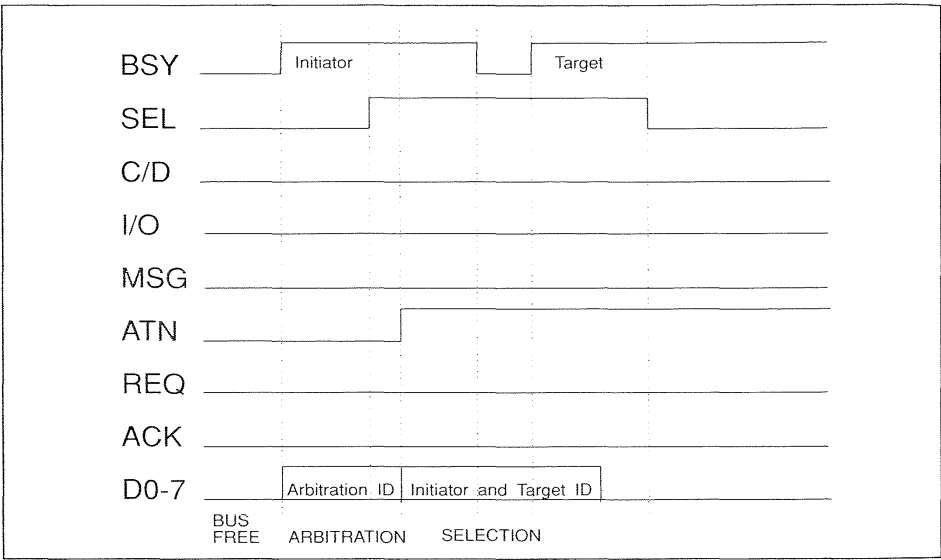 BSY Initiator Target
SEL
C/D
I/O
MSG
ATN
REQ
ACK
D0-7 Arbitration ID Initiator and Target ID
BUS
FREE ARBITRATION SELECTION